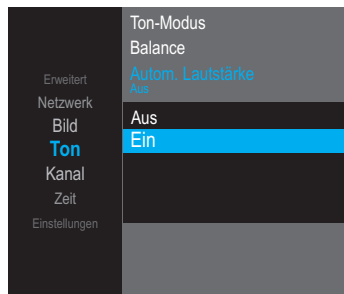 Erweitert
Netzwerk
Bild
Ton
Kanal
Zeit
Einstellungen
Ton-Modus
Balance
Autom. Lautstärke
Aus
Aus
Ein